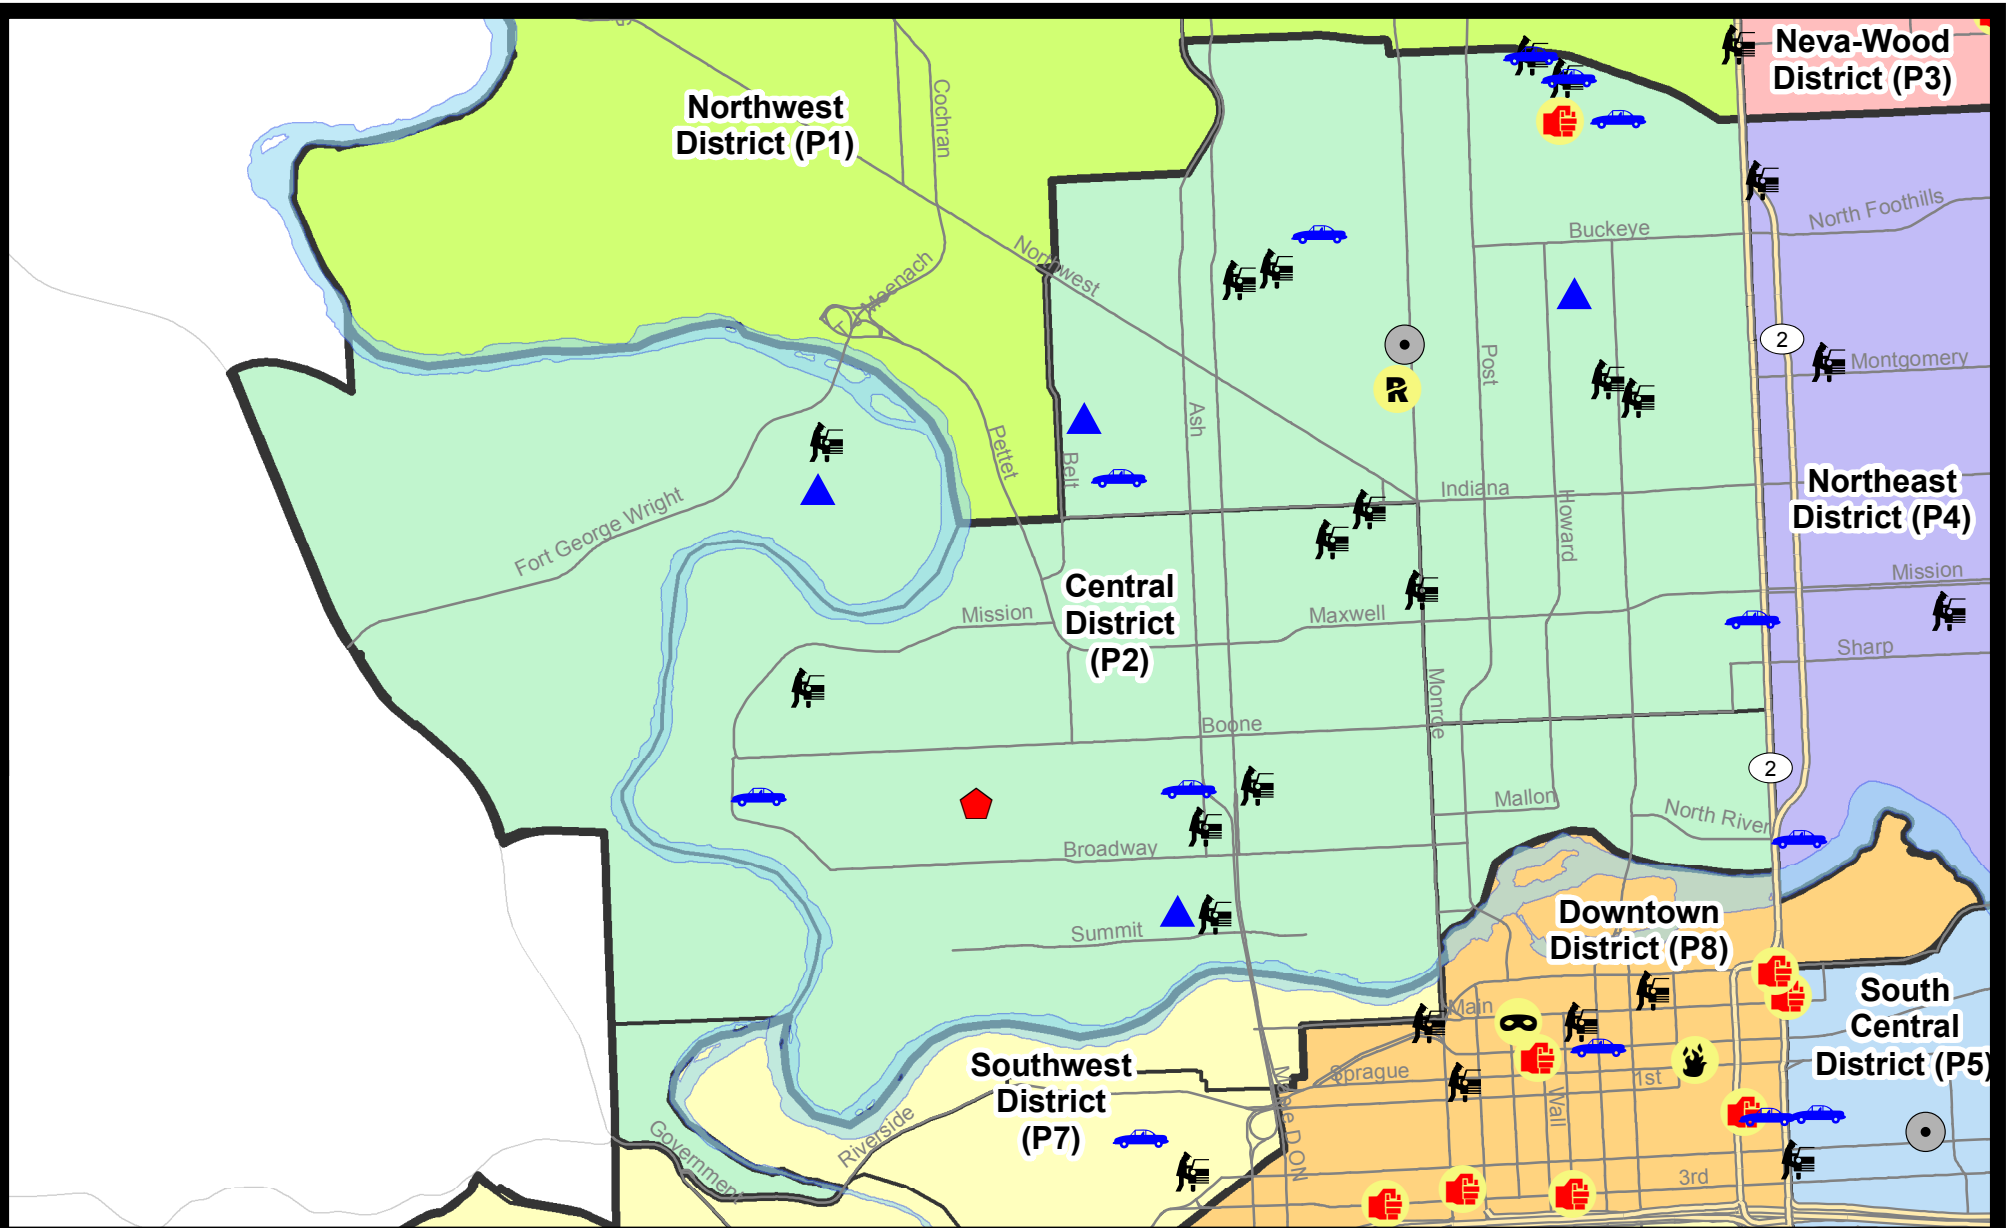 Neva-Wood
District (P3)
Northwest
District (P1)
Cochran
North Foothills
Buckeye
Northwest
T J Meenach
2
Montgomery
Post
Ash
Pettet
Belt
Indiana
Howard
Northeast
District (P4)
Fort George Wright
Mission
Central
District
(P2)
Mission
Maxwell
Sharp
Monroe
Boone
2
Mallon
North River
Broadway
Summit
Downtown
District (P8)
South
Central
District (P5)
Main
Southwest
District
(P7)
Sprague
1st
Wall
Riverside
Government
3rd
R